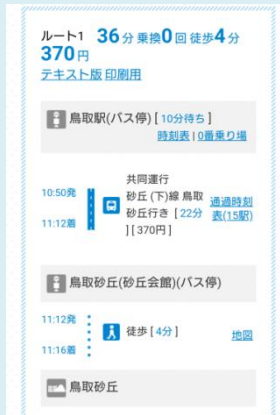 ルート1 36分 乗換0回 徒歩4分
370円
テキスト版 印刷用
鳥取駅(バス停) [ 10分待ち ]
時刻表 | 0番乗り場
共同運行
10:50発
砂丘 (下)線 鳥取
砂丘行き [ 22分
] [ 370円 ]
通過時刻
表(15駅)
11:12着
鳥取砂丘(砂丘会館)(バス停)
11:12発
徒歩 [ 4分 ]
地図
11:16着
鳥取砂丘